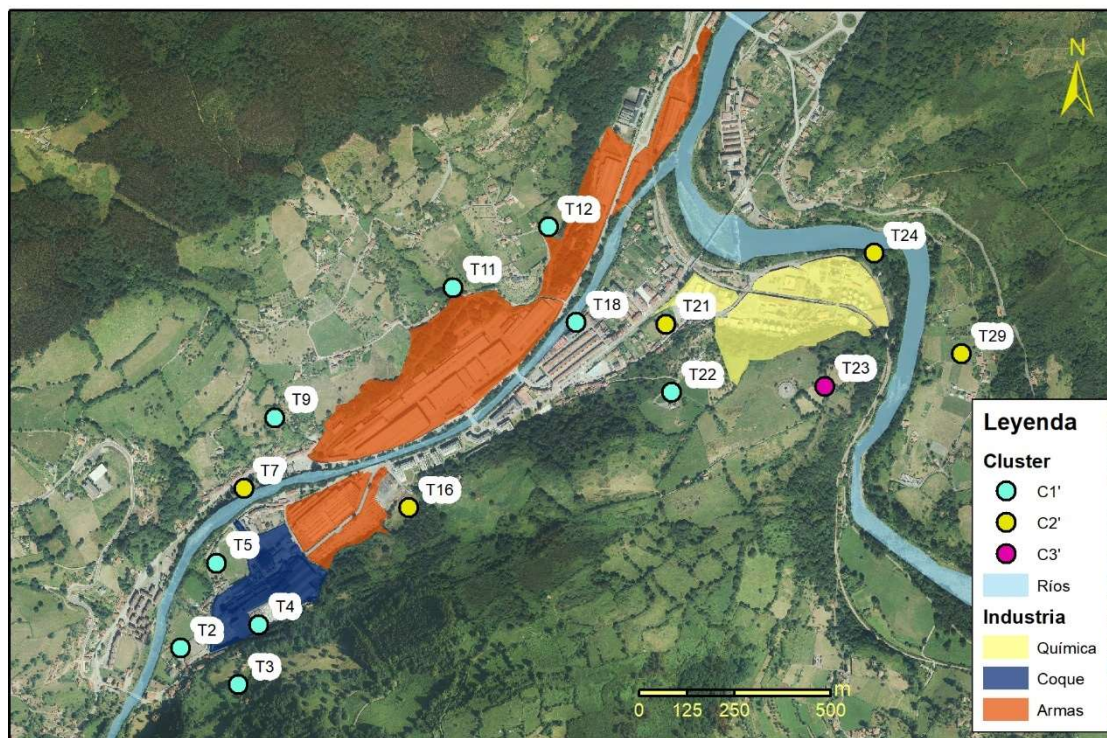 N
T12
T24
T11
T18
T21
T29
T22
T23
T9
T7
T16
T5
T4
T2
T3
Leyenda
Cluster
C1'
C2'
C3'
Ríos
Industria
Química
Coque
Armas
m
0 125 250 500